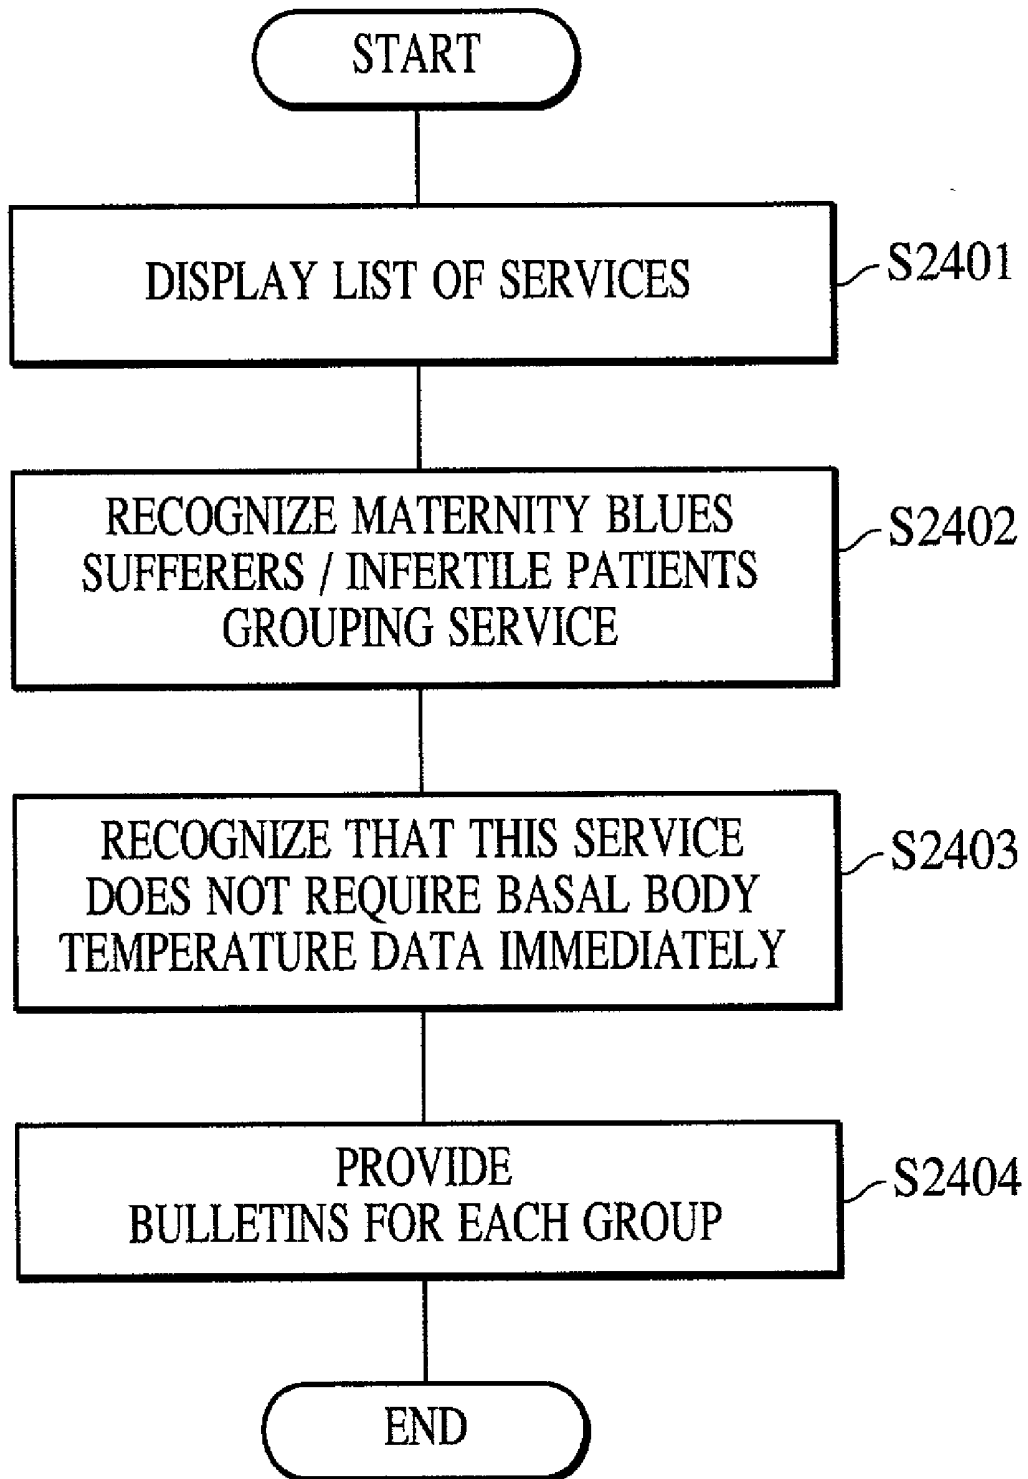 START
DISPLAY LIST OF SERVICES
S2401
RECOGNIZE MATERNITY BLUES
SUFFERERS / INFERTILE PATIENTS
GROUPING SERVICE
S2402
RECOGNIZE THAT THIS SERVICE
DOES NOT REQUIRE BASAL BODY
TEMPERATURE DATA IMMEDIATELY
S2403
PROVIDE
BULLETINS FOR EACH GROUP
S2404
END